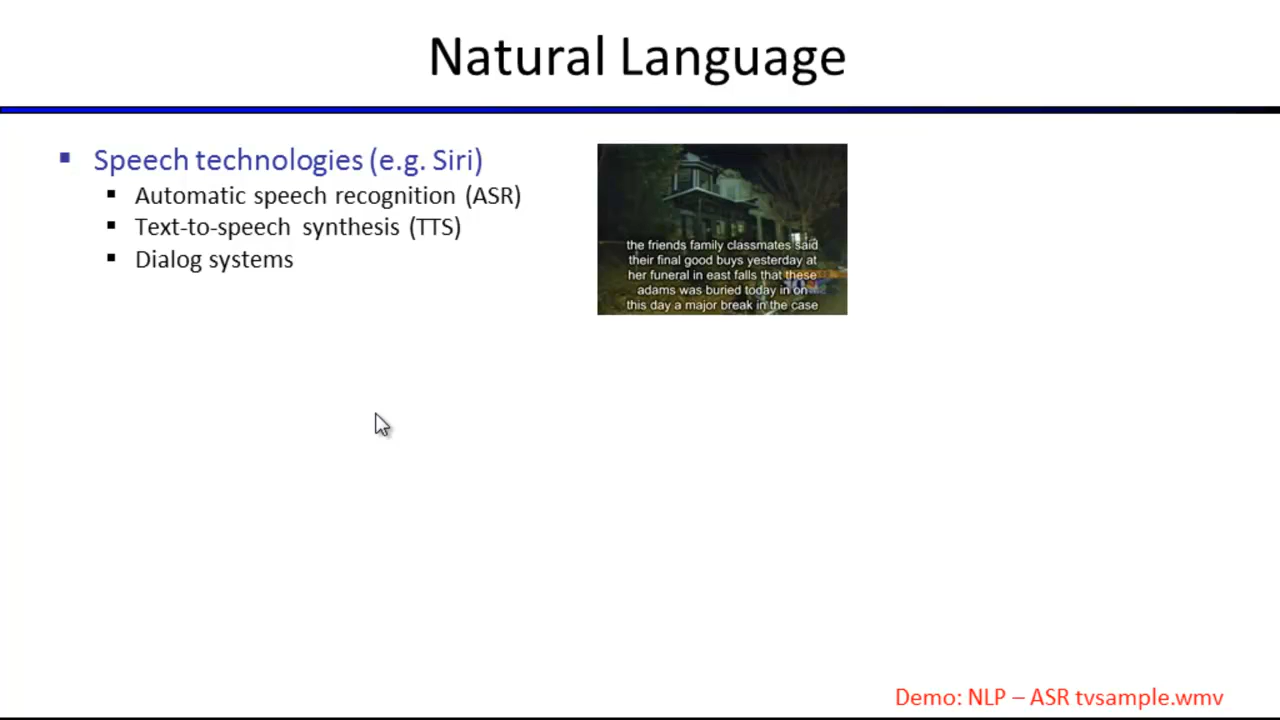 Natural Language
Speech technologies (e.g. Siri)
Automatic speech recognition (ASR)
Text-to-speech synthesis (TTS)
Dialog systems
the friends family classmates said
their final good buys yesterday at
her funeral in east falls that these
adams was buried today in on
this day a major break in the case
Demo: NLP – ASR tvsample.wmv